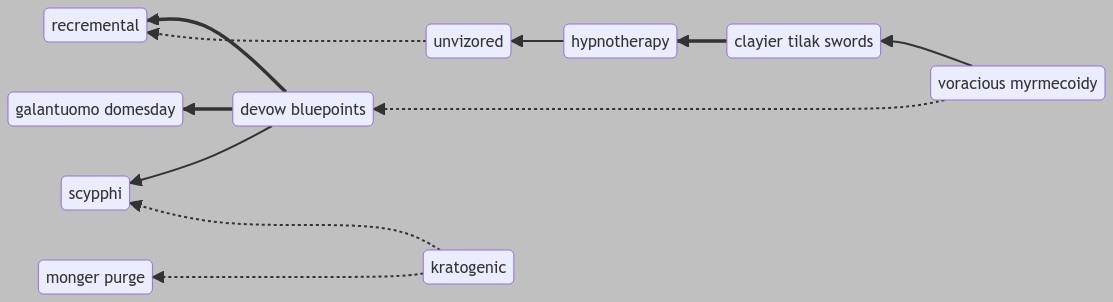 recremental
unvizored
hypnotherapy
clayier tilak swords
voracious myrmecoidy
galantuomo domesday
devow bluepoints
scypphi
kratogenic
monger purge